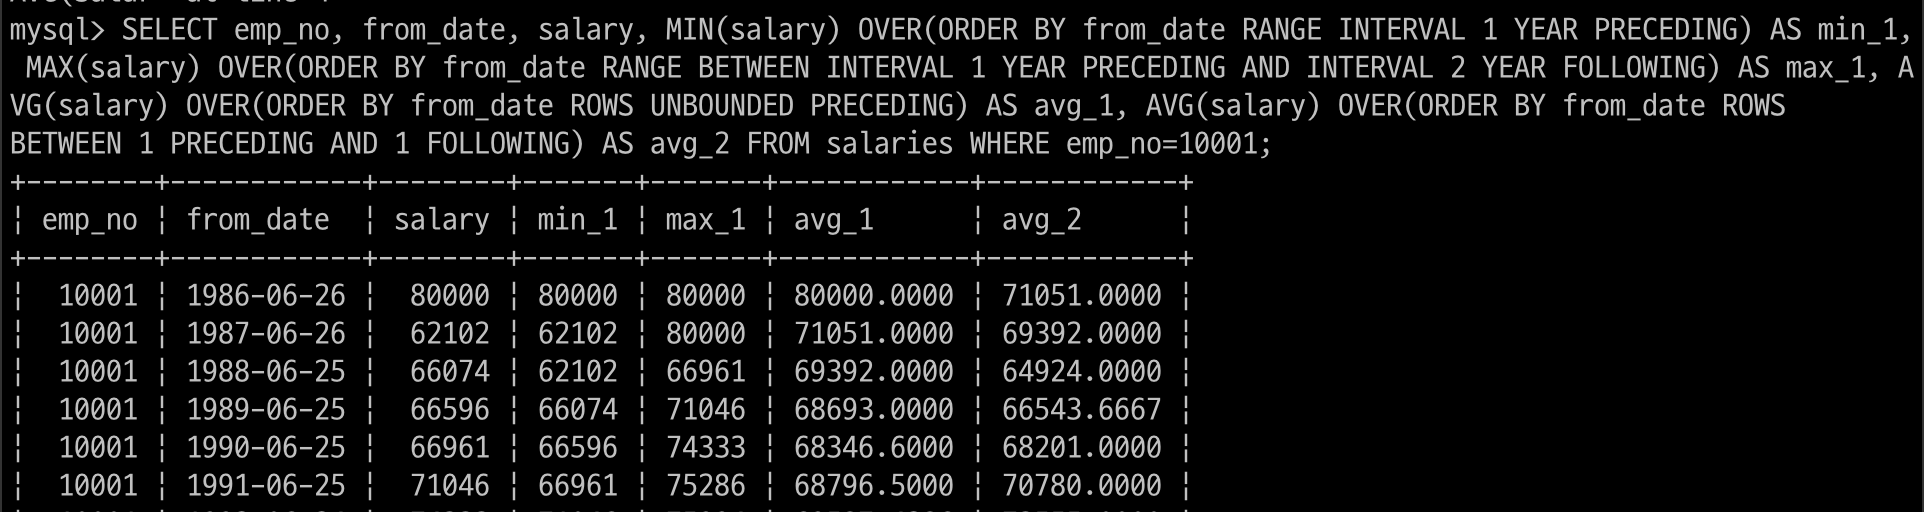 mysql> SELECT emp_no, from_date, salary, MIN(salary) OVER(ORDER BY from_date RANGE INTERVAL 1 YEAR PRECEDING) AS min_1,
MAX(salary) OVER(ORDER BY from_date RANGE BETWEEN INTERVAL 1 YEAR PRECEDING AND INTERVAL 2 YEAR FOLLOWING) AS max_1, A
VG(salary) OVER(ORDER BY from_date ROWS UNBOUNDED PRECEDING) AS avg_1, AVG(salary) OVER(ORDER BY from_date ROWS
BETWEEN 1 PRECEDING AND 1 FOLLOWING) AS avg_2 FROM salaries WHERE emp_no=10001;
+--------+------------+--------+-------+-------+------------+------------+
| emp_no | from_date  | salary | min_1 | max_1 | avg_1      | avg_2      |
+--------+------------+--------+-------+-------+------------+------------+
|  10001 | 1986-06-26 |  80000 | 80000 | 80000 | 80000.0000 | 71051.0000 |
|  10001 | 1987-06-26 |  62102 | 62102 | 80000 | 71051.0000 | 69392.0000 |
|  10001 | 1988-06-25 |  66074 | 62102 | 66961 | 69392.0000 | 64924.0000 |
|  10001 | 1989-06-25 |  66596 | 66074 | 71046 | 68693.0000 | 66543.6667 |
|  10001 | 1990-06-25 |  66961 | 66596 | 74333 | 68346.6000 | 68201.0000 |
|  10001 | 1991-06-25 |  71046 | 66961 | 75286 | 68796.5000 | 70780.0000 |